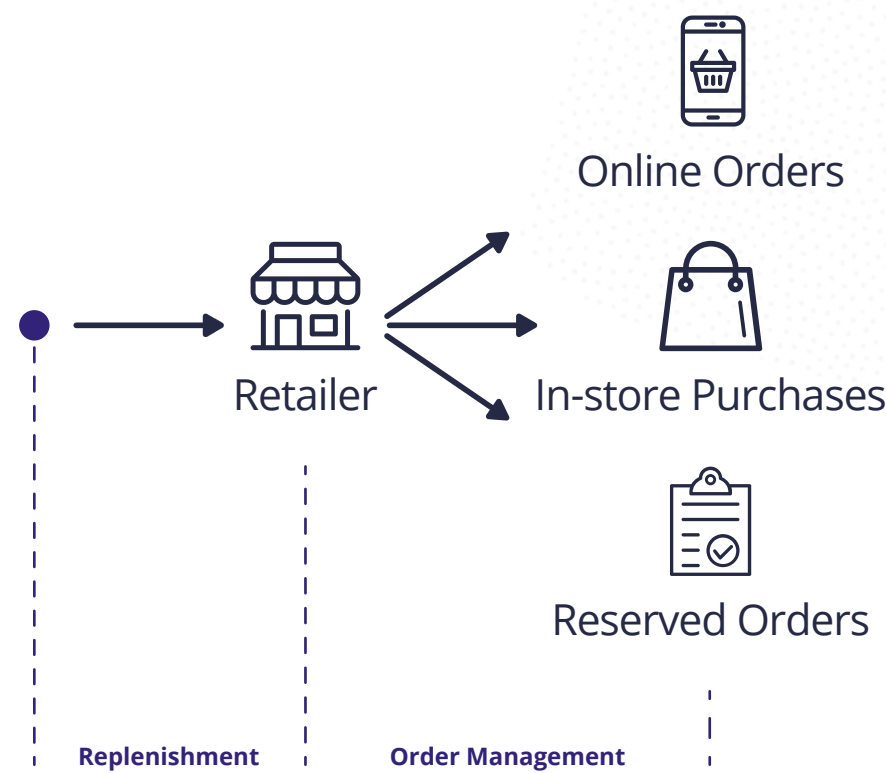 Online Orders
Retailer
In-store Purchases
Reserved Orders
Replenishment
Order Management